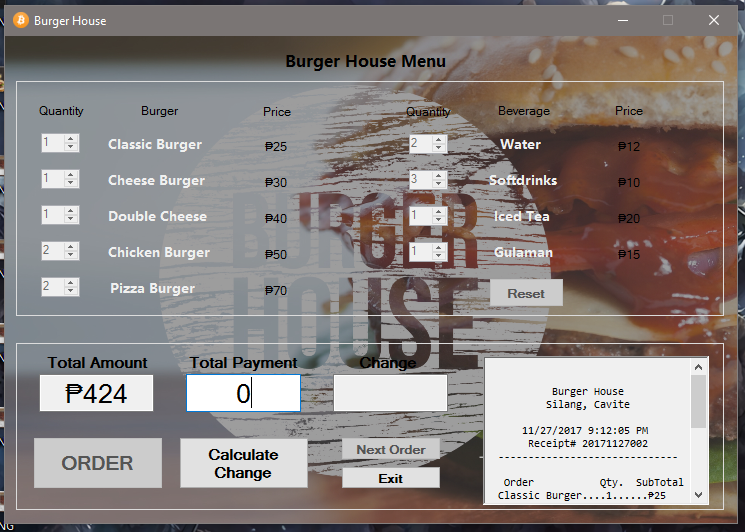 Burger House
Burger House Menu
Quantity Burger Price Quantity Beverage Price
1 Classic Burger ₱25 2 Water ₱12
1 Cheese Burger ₱30 3 Softdrinks ₱10
1 Double Cheese ₱40 1 Iced Tea ₱20
2 Chicken Burger ₱50 1 Gulaman ₱15
2 Pizza Burger ₱70 Reset
BURGER
HOUSE
Total Amount Total Payment Change
₱424 0
ORDER Calculate Change Next Order
Exit
Burger House
Silang, Cavite
11/27/2017 9:12:05 PM
Receipt# 20171127002
------------------------------
Order Qty. SubTotal
Classic Burger....1......₱25
NG